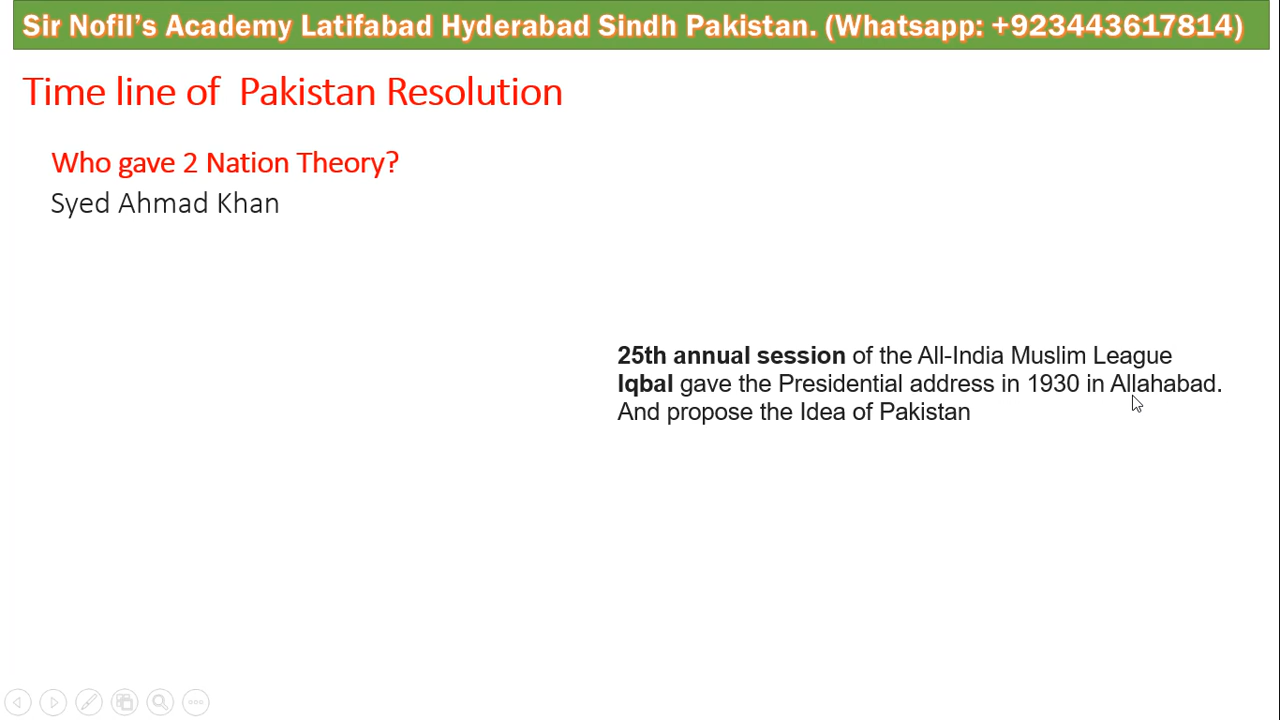 Sir Nofil’s Academy Latifabad Hyderabad Sindh Pakistan. (Whatsapp: +923443617814)
Time line of Pakistan Resolution
Who gave 2 Nation Theory?
Syed Ahmad Khan
25th annual session of the All-India Muslim League
Iqbal gave the Presidential address in 1930 in Allahabad.
And propose the Idea of Pakistan